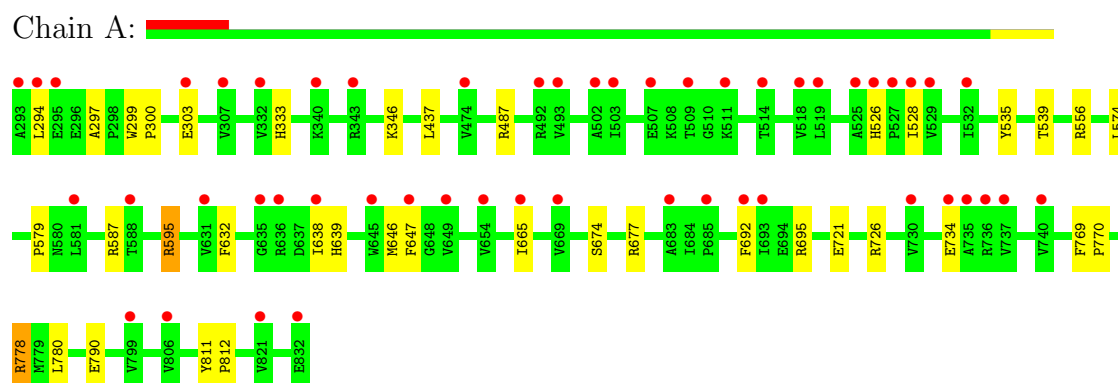 Chain A:
A293 L294 E295 E296 A297 P298 W299 P300 E303 V307 V332 H333 K340 R343 K346 L437 V474 R487 R492 V493 A502 I503 E507 K508 T509 G510 K511 T514 V518 L519 A525 H526 P527 I528 V529 I532 Y535 T539 R556
P579 N580 L581 R587 T588 R595 V631 F632 G635 R636 D637 I638 H639 W645 M646 F647 G648 V649 V654 I665 V669 S674 R677 A683 I684 P685 F692 I693 E694 R695 E721 R726 V730 E734 A735 R736 V737 V740 F769 P770
R778 M779 L780 E790 V799 V806 Y811 P812 V821 E832